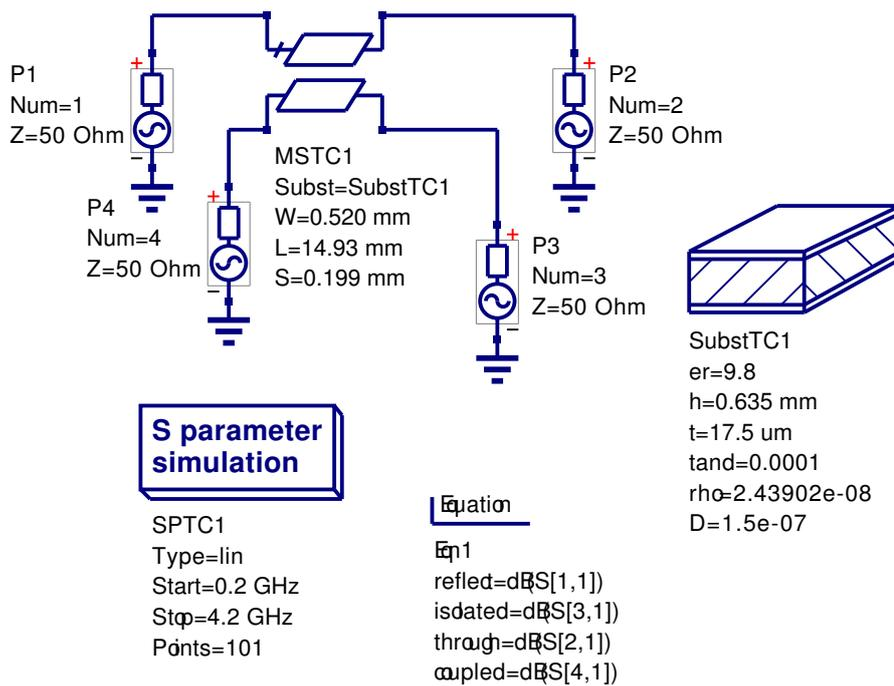 P1
Num=1
Z=50 Ohm
P2
Num=2
Z=50 Ohm
MSTC1
Subst=SubstTC1
W=0.520 mm
L=14.93 mm
S=0.199 mm
P4
Num=4
Z=50 Ohm
P3
Num=3
Z=50 Ohm
SubstTC1
er=9.8
h=0.635 mm
t=17.5 um
tand=0.0001
rho=2.43902e-08
D=1.5e-07
S parameter
simulation
SPTC1
Type=lin
Start=0.2 GHz
Stop=4.2 GHz
Points=101
Equation
Eqn1
reflect=dB(S[1,1])
isolated=dB(S[3,1])
through=dB(S[2,1])
coupled=dB(S[4,1])